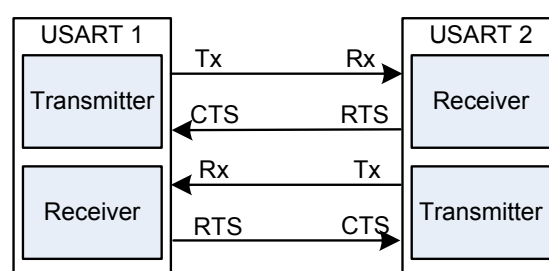 USART 1 USART 2
Tx Rx
Transmitter Receiver
CTS RTS
Rx Tx
Receiver Transmitter
RTS CTS